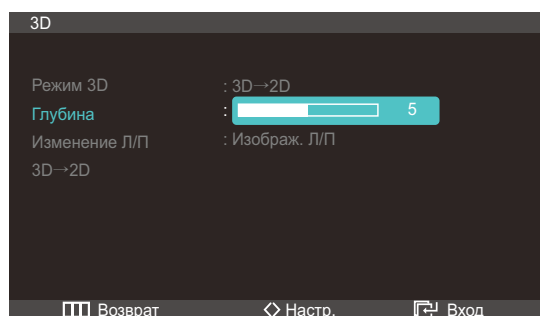 3D
Режим 3D : 3D→2D
Глубина : 5
Изменение Л/П : Изображ. Л/П
3D→2D
Возврат Настр. Вход